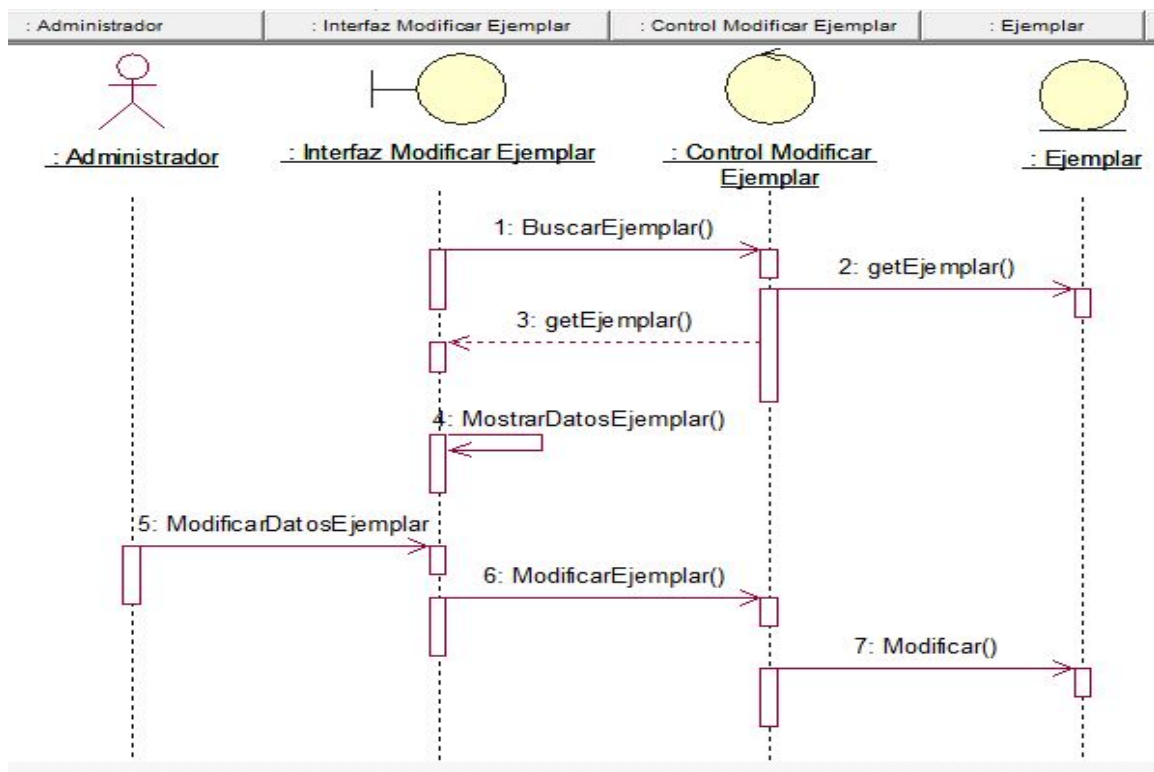 : Administrador
: Interfaz Modificar Ejemplar
: Control Modificar Ejemplar
: Ejemplar
: Administrador
: Interfaz Modificar Ejemplar
: Control Modificar
Ejemplar
: Ejemplar
1: BuscarEjemplar()
2: getEjemplar()
3: getEjemplar()
4: MostrarDatosEjemplar()
5: ModificarDatosEjemplar
6: ModificarEjemplar()
7: Modificar()